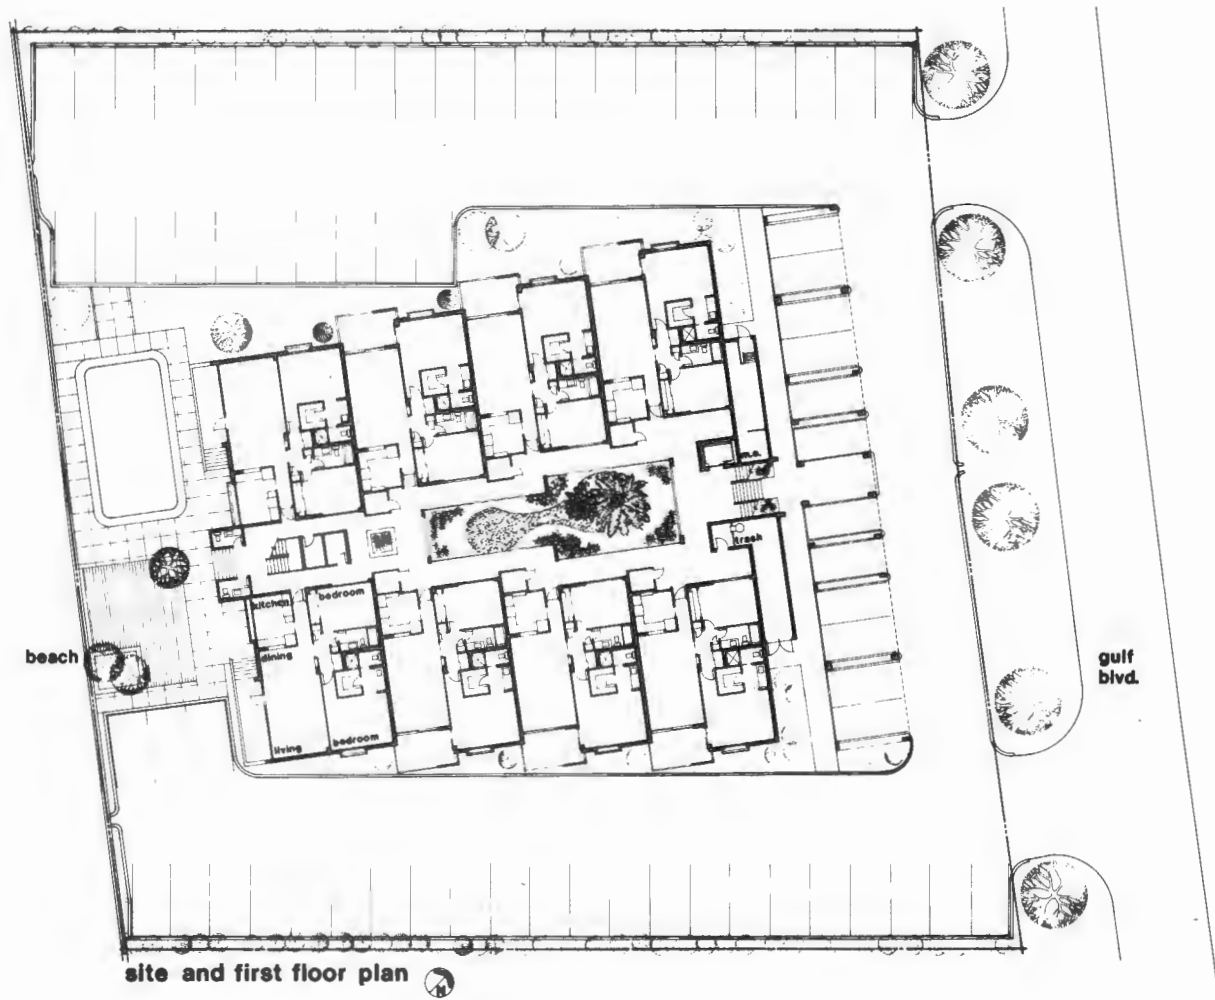 m.e.
trash
kitchen
bedroom
dining
living
bedroom
beach
gulf
blvd.
site and first floor plan
N